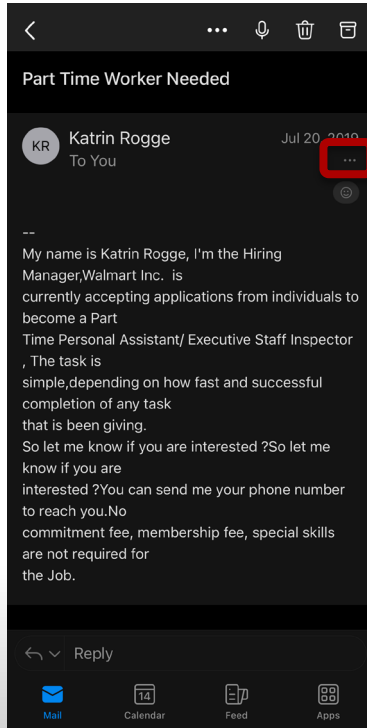 Part Time Worker Needed
KR
Katrin Rogge
Jul 20, 2019
To You
--
My name is Katrin Rogge, I'm the Hiring
Manager,Walmart Inc.  is
currently accepting applications from individuals to
become a Part
Time Personal Assistant/ Executive Staff Inspector
, The task is
simple,depending on how fast and successful
completion of any task
that is been giving.
So let me know if you are interested ?So let me
know if you are
interested ?You can send me your phone number
to reach you.No
commitment fee, membership fee, special skills
are not required for
the Job.
Reply
14
Mail
Calendar
Feed
Apps